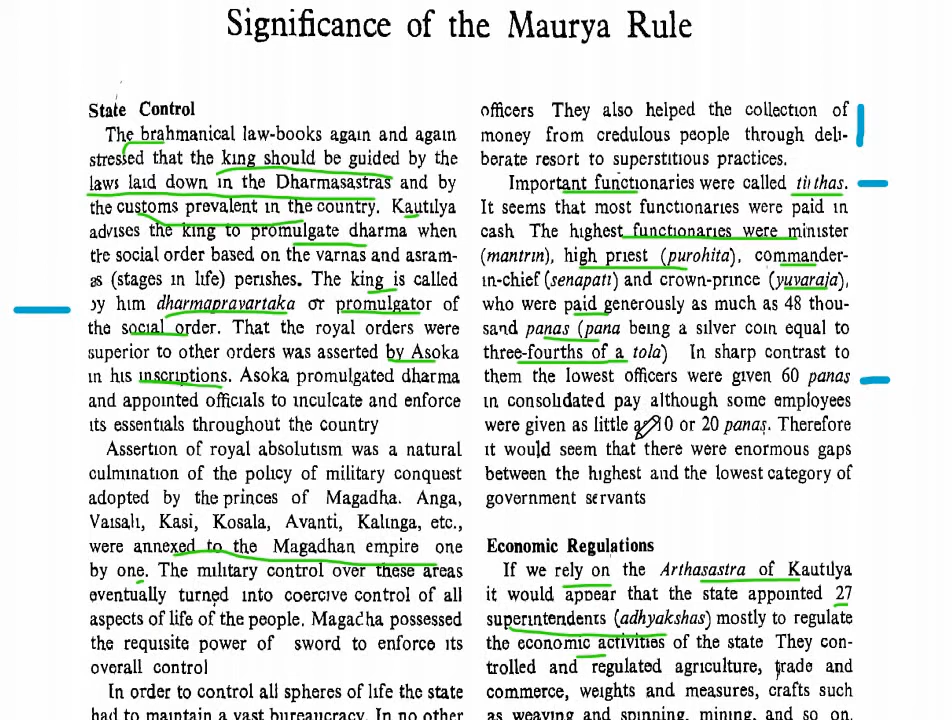 Significance of the Maurya Rule
State Control
The brahmanical law-books again and again
stressed that the king should be guided by the
laws laid down in the Dharmasastras and by
the customs prevalent in the country. Kautilya
advises the king to promulgate dharma when
the social order based on the varnas and asram-
as (stages in life) perishes. The king is called
by him dharmapravartaka or promulgator of
the social order. That the royal orders were
superior to other orders was asserted by Asoka
in his inscriptions. Asoka promulgated dharma
and appointed officials to inculcate and enforce
its essentials throughout the country
Assertion of royal absolutism was a natural
culmination of the policy of military conquest
adopted by the princes of Magadha. Anga,
Vaisali, Kasi, Kosala, Avanti, Kalinga, etc.,
were annexed to the Magadhan empire one
by one. The military control over these areas
eventually turned into coercive control of all
aspects of life of the people. Magadha possessed
the requisite power of sword to enforce its
overall control
In order to control all spheres of life the state
had to maintain a vast bureaucracy. In no other
officers They also helped the collection of
money from credulous people through deli-
berate resort to superstitious practices.
Important functionaries were called tirthas.
It seems that most functionaries were paid in
cash The highest functionaries were minister
(mantrin), high priest (purohita), commander-
in-chief (senapati) and crown-prince (yuvaraja),
who were paid generously as much as 48 thou-
sand panas (pana being a silver coin equal to
three-fourths of a tola) In sharp contrast to
them the lowest officers were given 60 panas
in consolidated pay although some employees
were given as little 10 or 20 panas. Therefore
it would seem that there were enormous gaps
between the highest and the lowest category of
government servants
Economic Regulations
If we rely on the Arthasastra of Kautilya
it would appear that the state appointed 27
superintendents (adhyakshas) mostly to regulate
the economic activities of the state They con-
trolled and regulated agriculture, trade and
commerce, weights and measures, crafts such
as weaving and spinning, mining, and so on.